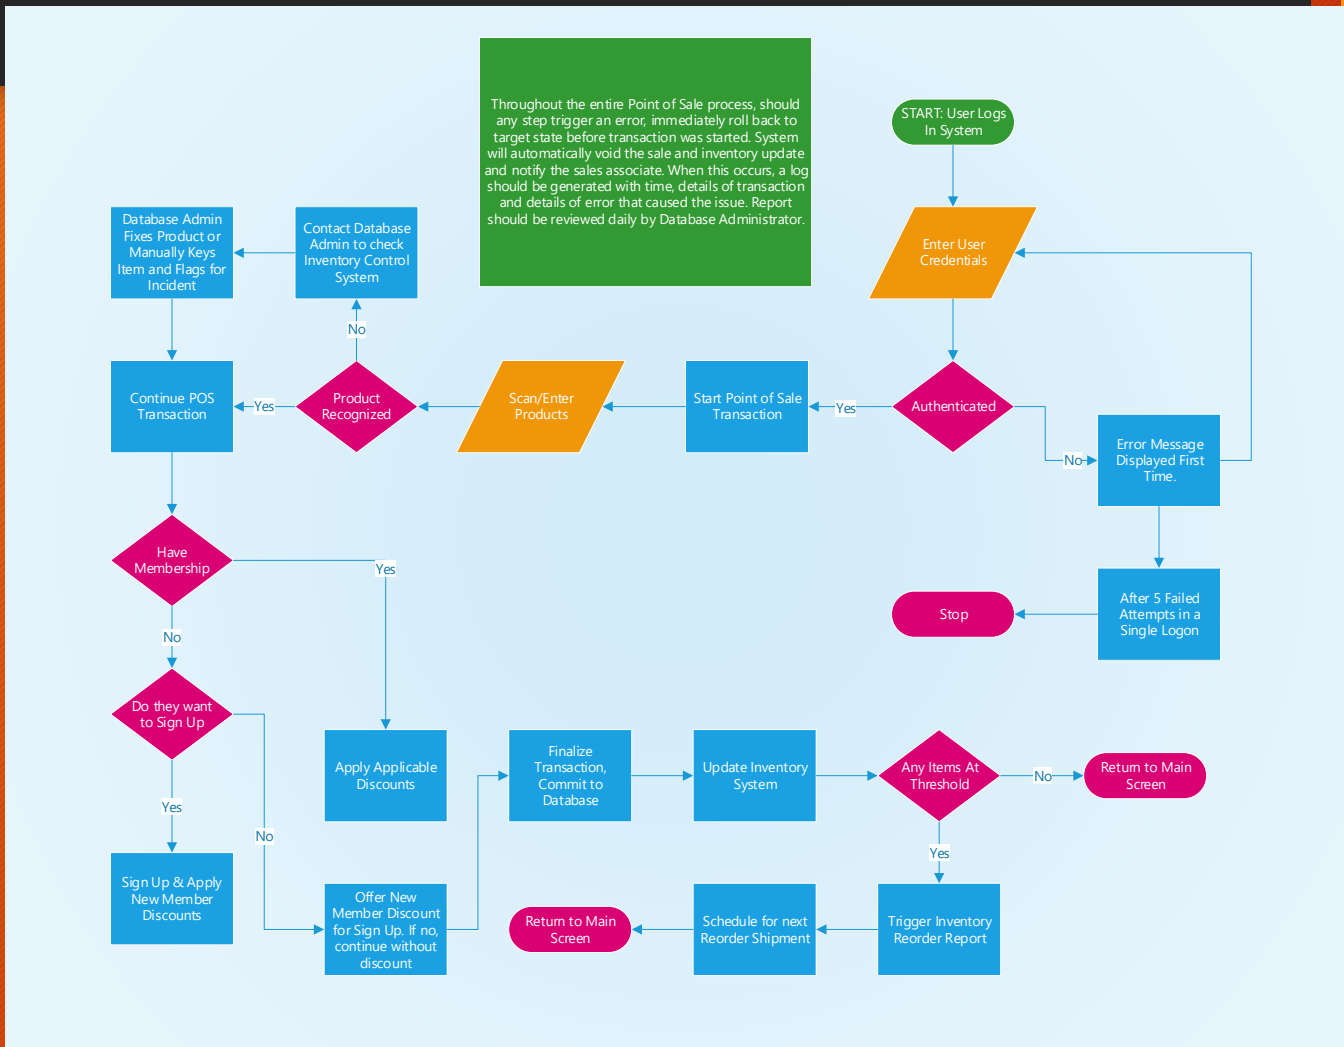 Throughout the entire Point of Sale process, should
any step trigger an error, immediately roll back to
target state before transaction was started. System
will automatically void the sale and inventory update
and notify the sales associate. When this occurs, a log
should be generated with time, details of transaction
and details of error that caused the issue. Report
should be reviewed daily by Database Administrator.
START: User Logs
In System
Database Admin
Fixes Product or
Manually Keys
Item and Flags for
Incident
Contact Database
Admin to check
Inventory Control
System
Enter User
Credentials
No
Continue POS
Transaction
Yes
Product
Recognized
Scan/Enter
Products
Start Point of Sale
Transaction
Yes
Authenticated
No
Error Message
Displayed First
Time.
Have
Membership
Yes
After 5 Failed
Attempts in a
Single Logon
Stop
No
Do they want
to Sign Up
Yes
No
Apply Applicable
Discounts
Finalize
Transaction,
Commit to
Database
Update Inventory
System
Any Items At
Threshold
No
Return to Main
Screen
Yes
Sign Up & Apply
New Member
Discounts
Offer New
Member Discount
for Sign Up. If no,
continue without
discount
Return to Main
Screen
Schedule for next
Reorder Shipment
Trigger Inventory
Reorder Report